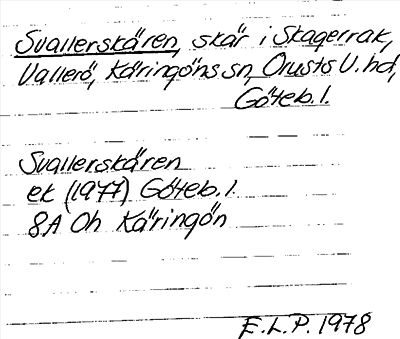 Svallerskären, skär i Skagerrak,
Vallerö, Käringöns sn, Orusts V. hd,
Göteb. l.
Svallerskären
ek (1977) Göteb. l.
8A Oh Käringön
E.L.P. 1978